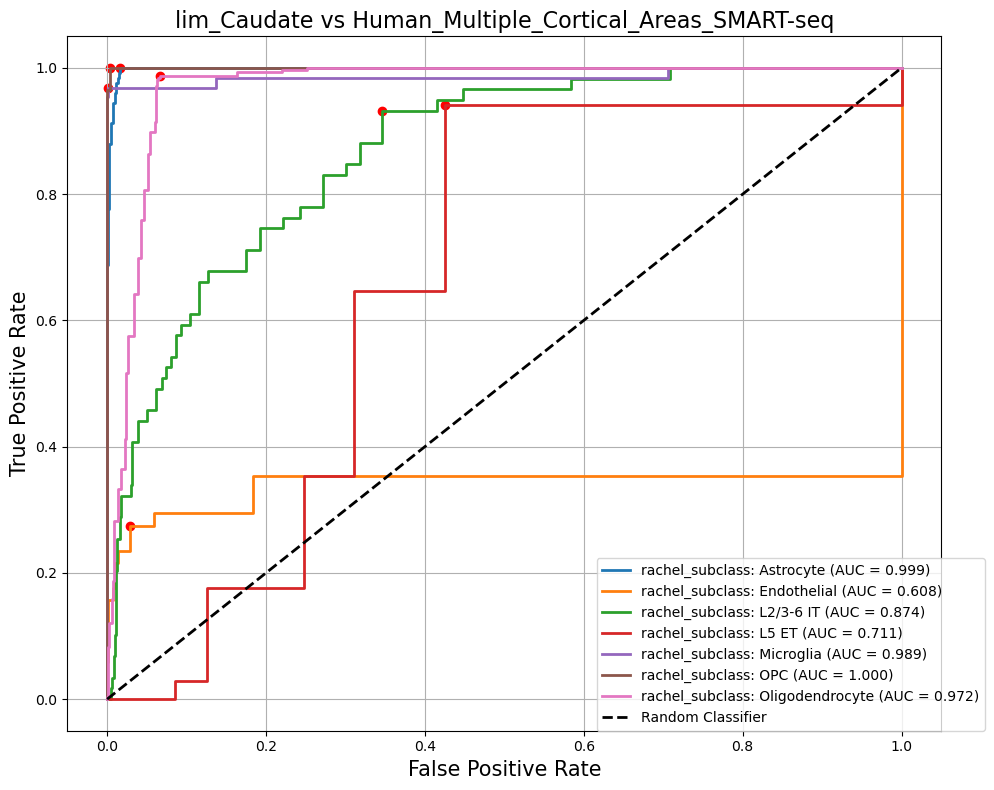 lim_Caudate vs Human_Multiple_Cortical_Areas_SMART-seq
True Positive Rate
1.0
0.8
0.6
0.4
0.2
0.0
0.0 0.2 0.4 0.6 0.8 1.0
False Positive Rate
rachel_subclass: Astrocyte (AUC = 0.999)
rachel_subclass: Endothelial (AUC = 0.608)
rachel_subclass: L2/3-6 IT (AUC = 0.874)
rachel_subclass: L5 ET (AUC = 0.711)
rachel_subclass: Microglia (AUC = 0.989)
rachel_subclass: OPC (AUC = 1.000)
rachel_subclass: Oligodendrocyte (AUC = 0.972)
Random Classifier